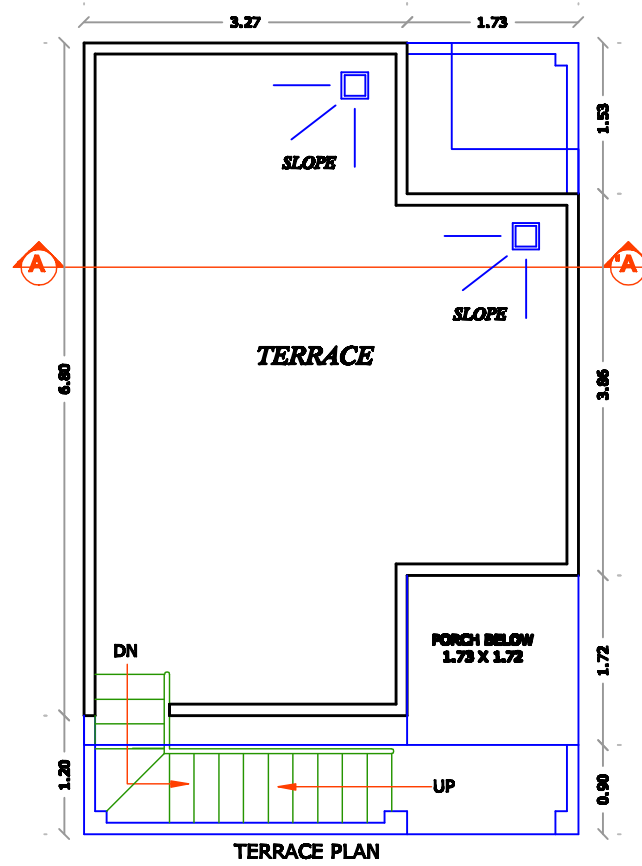 3.27
1.73
1.53
SLOPE
A
'A
SLOPE
TERRACE
6.80
3.86
DN
PORCH BELOW
1.73 X 1.72
1.72
1.20
UP
0.90
TERRACE PLAN